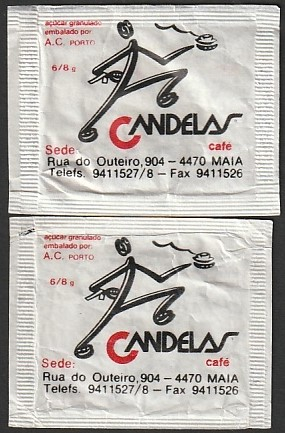 açúcar granulado
embalado por:
A.C. PORTO
6/8 g
CANDELAS
café
Sede:
Rua do Outeiro, 904 – 4470 MAIA
Telefs. 9411527/8 – Fax 9411526
açúcar granulado
embalado por:
A.C. PORTO
6/8 g
CANDELAS
café
Sede:
Rua do Outeiro, 904 – 4470 MAIA
Telefs. 9411527/8 – Fax 9411526